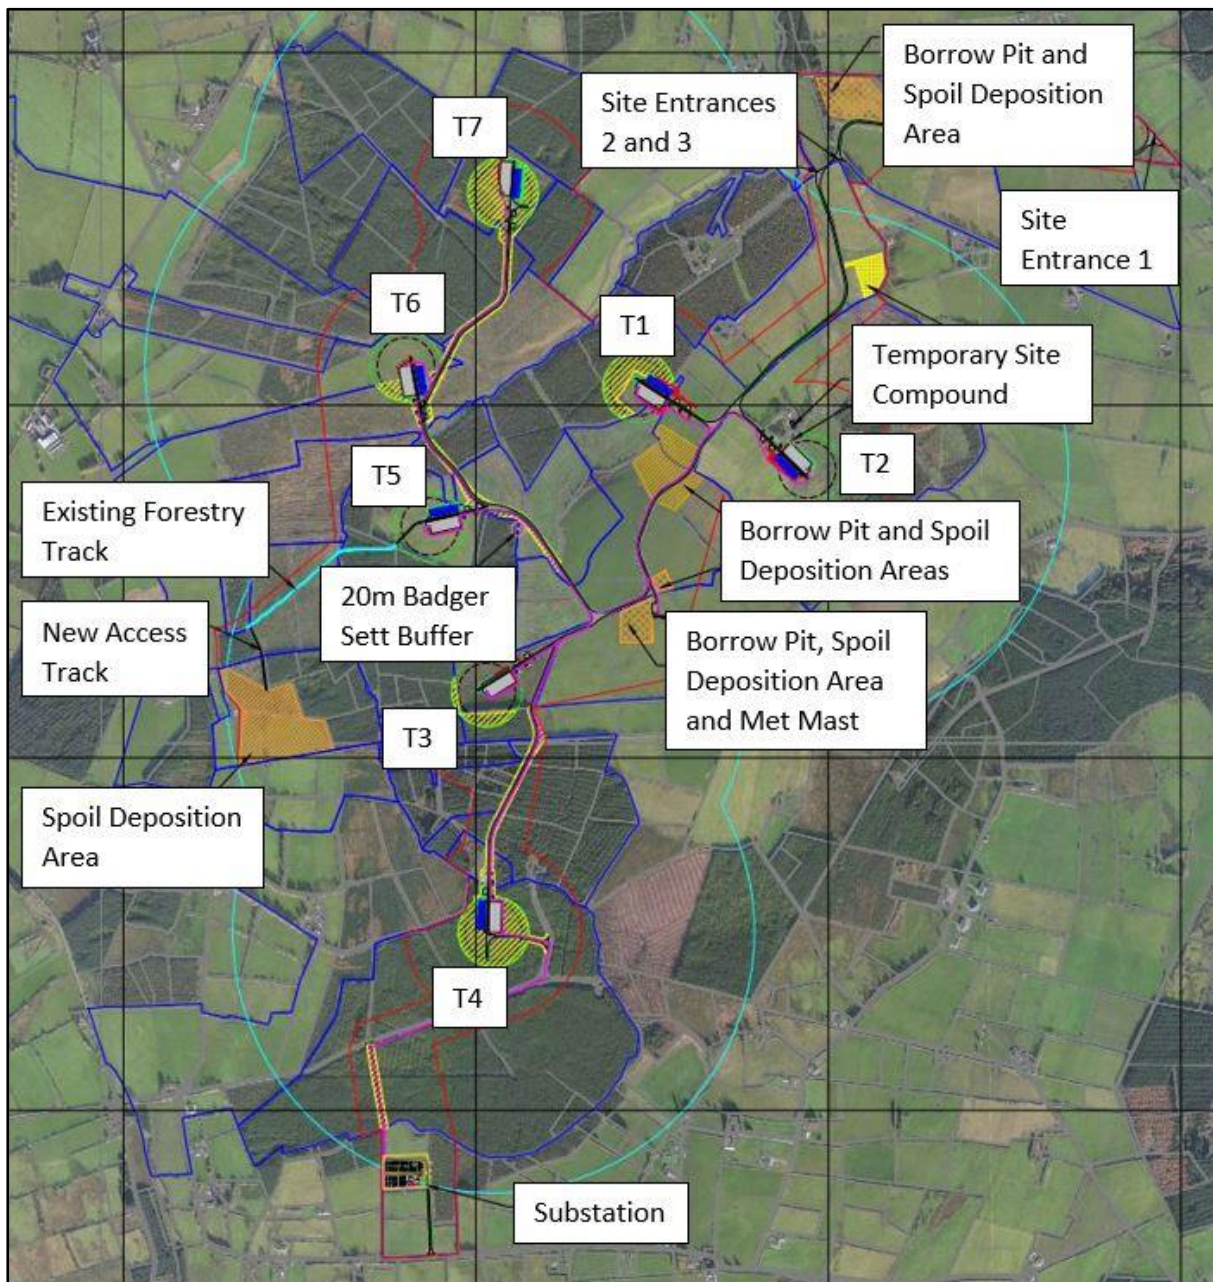 Borrow Pit and
Spoil Deposition
Area
Site Entrances
2 and 3
T7
Site
Entrance 1
T6
T1
Temporary Site
Compound
T2
T5
Existing Forestry
Track
Borrow Pit and Spoil
Deposition Areas
20m Badger
Sett Buffer
New Access
Track
Borrow Pit, Spoil
Deposition Area
and Met Mast
T3
Spoil Deposition
Area
T4
Substation